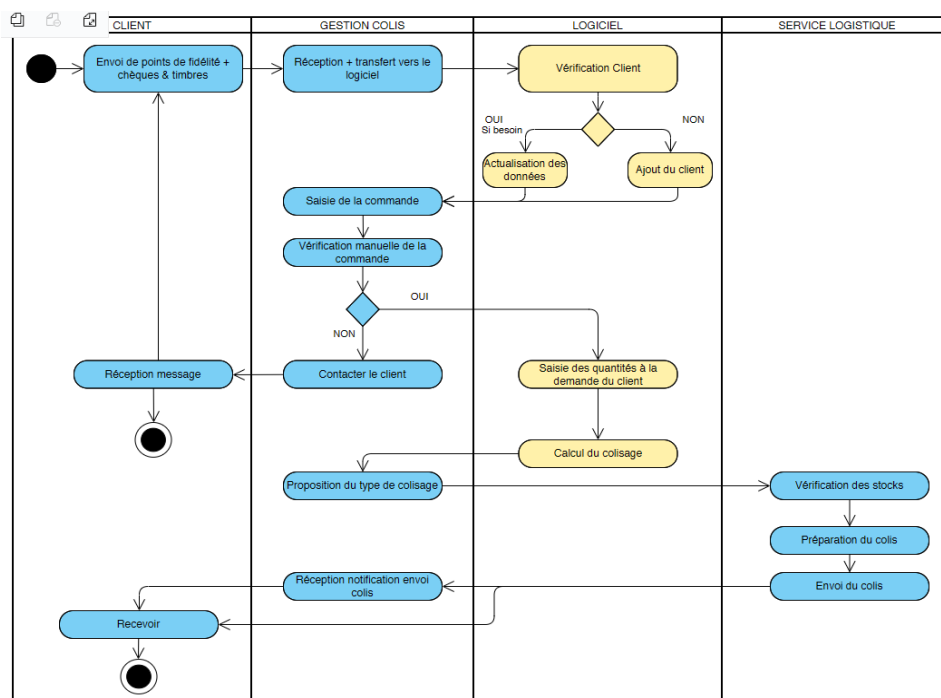 CLIENT
GESTION COLIS
LOGICIEL
SERVICE LOGISTIQUE
Envoi de points de fidélité +
chèques & timbres
Réception + transfert vers le
logiciel
Vérification Client
OUI
Si besoin
NON
Actualisation des
données
Ajout du client
Saisie de la commande
Vérification manuelle de la
commande
OUI
NON
Réception message
Contacter le client
Saisie des quantités à la
demande du client
Calcul du colisage
Proposition du type de colisage
Vérification des stocks
Préparation du colis
Réception notification envoi
colis
Envoi du colis
Recevoir